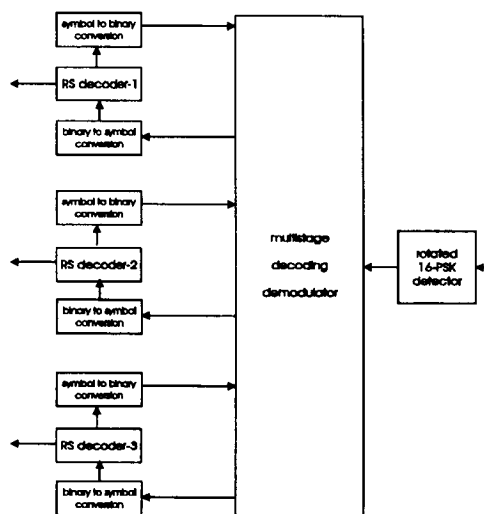 symbol to binary
conversion
RS decoder-1
binary to symbol
conversion
symbol to binary
conversion
RS decoder-2
binary to symbol
conversion
symbol to binary
conversion
RS decoder-3
binary to symbol
conversion
multistage
decoding
demodulator
rotated
16-PSK
detector